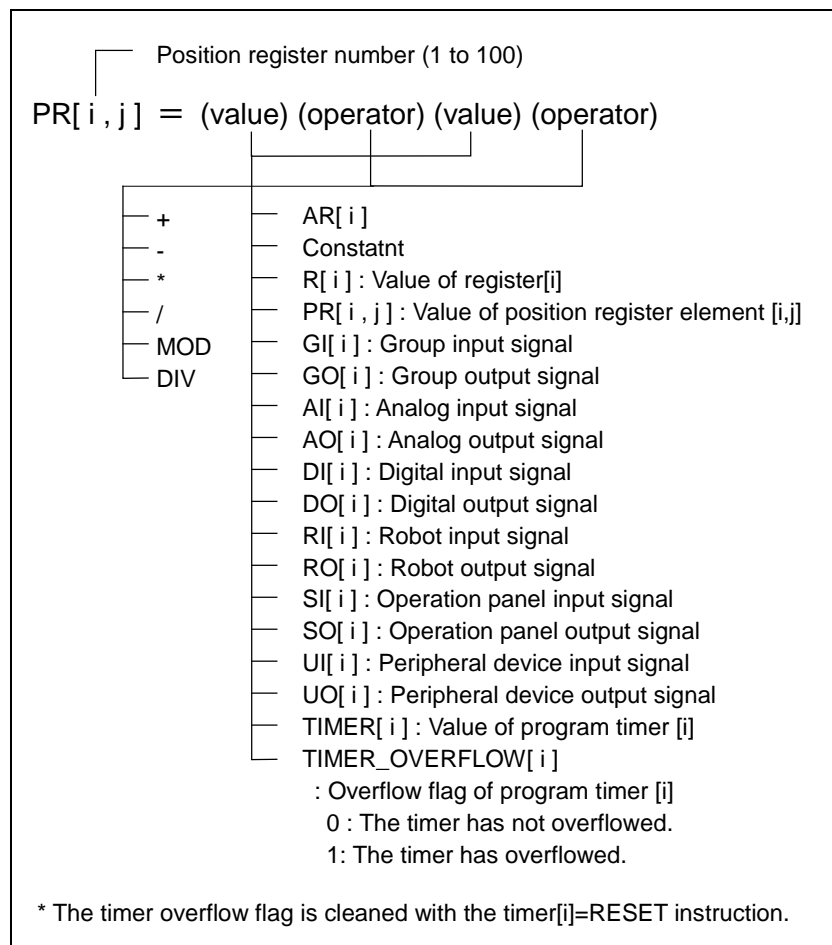 Position register number (1 to 100)
PR[ i , j ] = (value) (operator) (value) (operator)
+
-
*
/
MOD
DIV
AR[ i ]
Constatnt
R[ i ] : Value of register[i]
PR[ i , j ] : Value of position register element [i,j]
GI[ i ] : Group input signal
GO[ i ] : Group output signal
AI[ i ] : Analog input signal
AO[ i ] : Analog output signal
DI[ i ] : Digital input signal
DO[ i ] : Digital output signal
RI[ i ] : Robot input signal
RO[ i ] : Robot output signal
SI[ i ] : Operation panel input signal
SO[ i ] : Operation panel output signal
UI[ i ] : Peripheral device input signal
UO[ i ] : Peripheral device output signal
TIMER[ i ] : Value of program timer [i]
TIMER_OVERFLOW[ i ]
: Overflow flag of program timer [i]
0 : The timer has not overflowed.
1: The timer has overflowed.
* The timer overflow flag is cleaned with the timer[i]=RESET instruction.